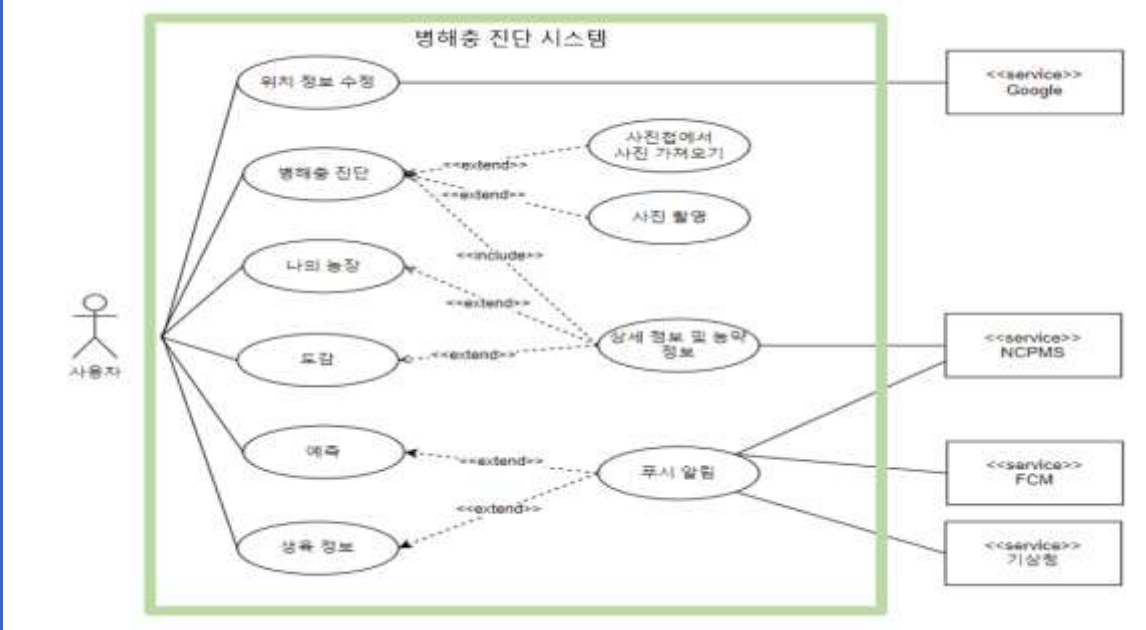 병해충 진단 시스템
위치 정보 수정
<<service>>
Google
사진첩에서
사진 가져오기
<<extend>>
병해충 진단
<<extend>>
사진 촬영
<<include>>
나의 농장
<<extend>>
상세 정보 및 농약
정보
<<service>>
NCPMS
<<extend>>
도감
사용자
예측
<<extend>>
푸시 알림
<<service>>
FCM
<<extend>>
생육 정보
<<service>>
기상청